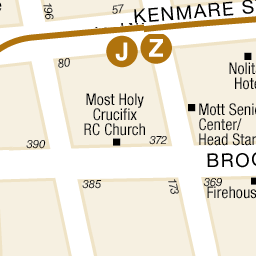 57
KENMARE S
196
J
Z
80
Nolit
Hote
Most Holy
Crucifix
RC Church
Mott Seni
Center/
Head Star
390
372
BROO
385
173
369
Firehous